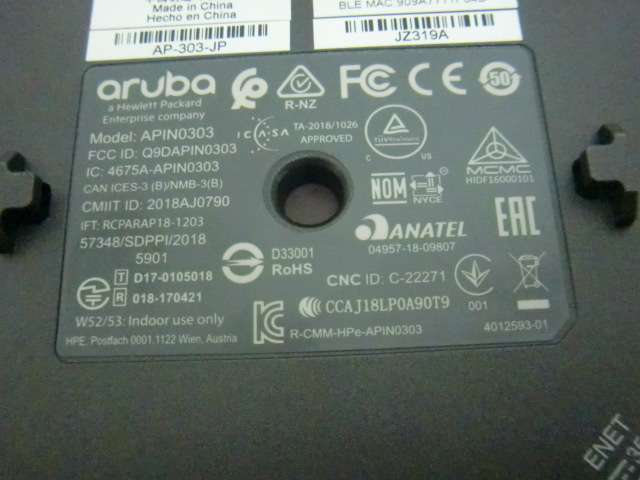 Made in China
Hecho en China
AP-303-JP
BLE MAC
JZ319A
aruba
a Hewlett Packard
Enterprise company
R-NZ
FC CE
50
Model: APIN0303
FCC ID: Q9DAPIN0303
IC: 4675A-APIN0303
CAN ICES-3 (B)/NMB-3(B)
CMIIT ID: 2018AJ0790
IFT: RCPARAP18-1203
57348/SDPPI/2018
5901
ICASA
TA-2018/1026
APPROVED
TÜVRheinland
C US
MCMC
HIDF16000101
NOM
NYCE
ANATEL
04957-18-09807
EAC
D33001
RoHS
T D17-0105018
R 018-170421
CNC ID: C-22271
CCAJ18LP0A90T9
001
W52/53: Indoor use only
R-CMM-HPe-APIN0303
4012593-01
HPE, Postfach 0001,1122 Wien, Austria
ENET